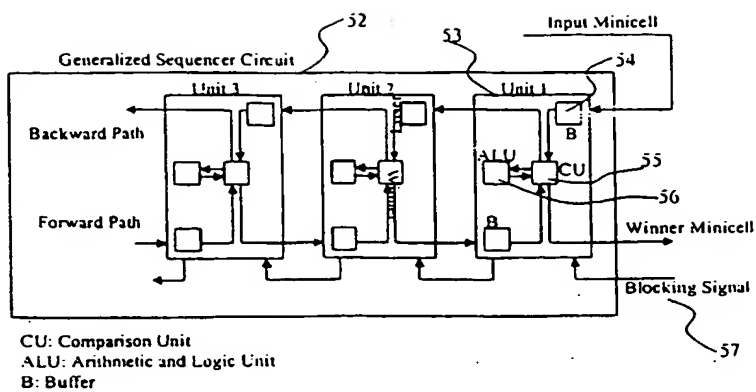 52
Input Minicell
53
Generalized Sequencer Circuit
54
Unit 3
Unit 2
Unit 1
Backward Path
B
ALU
CU
55
56
Forward Path
B
Winner Minicell
Blocking Signal
57
CU: Comparison Unit
ALU: Arithmetic and Logic Unit
B: Buffer